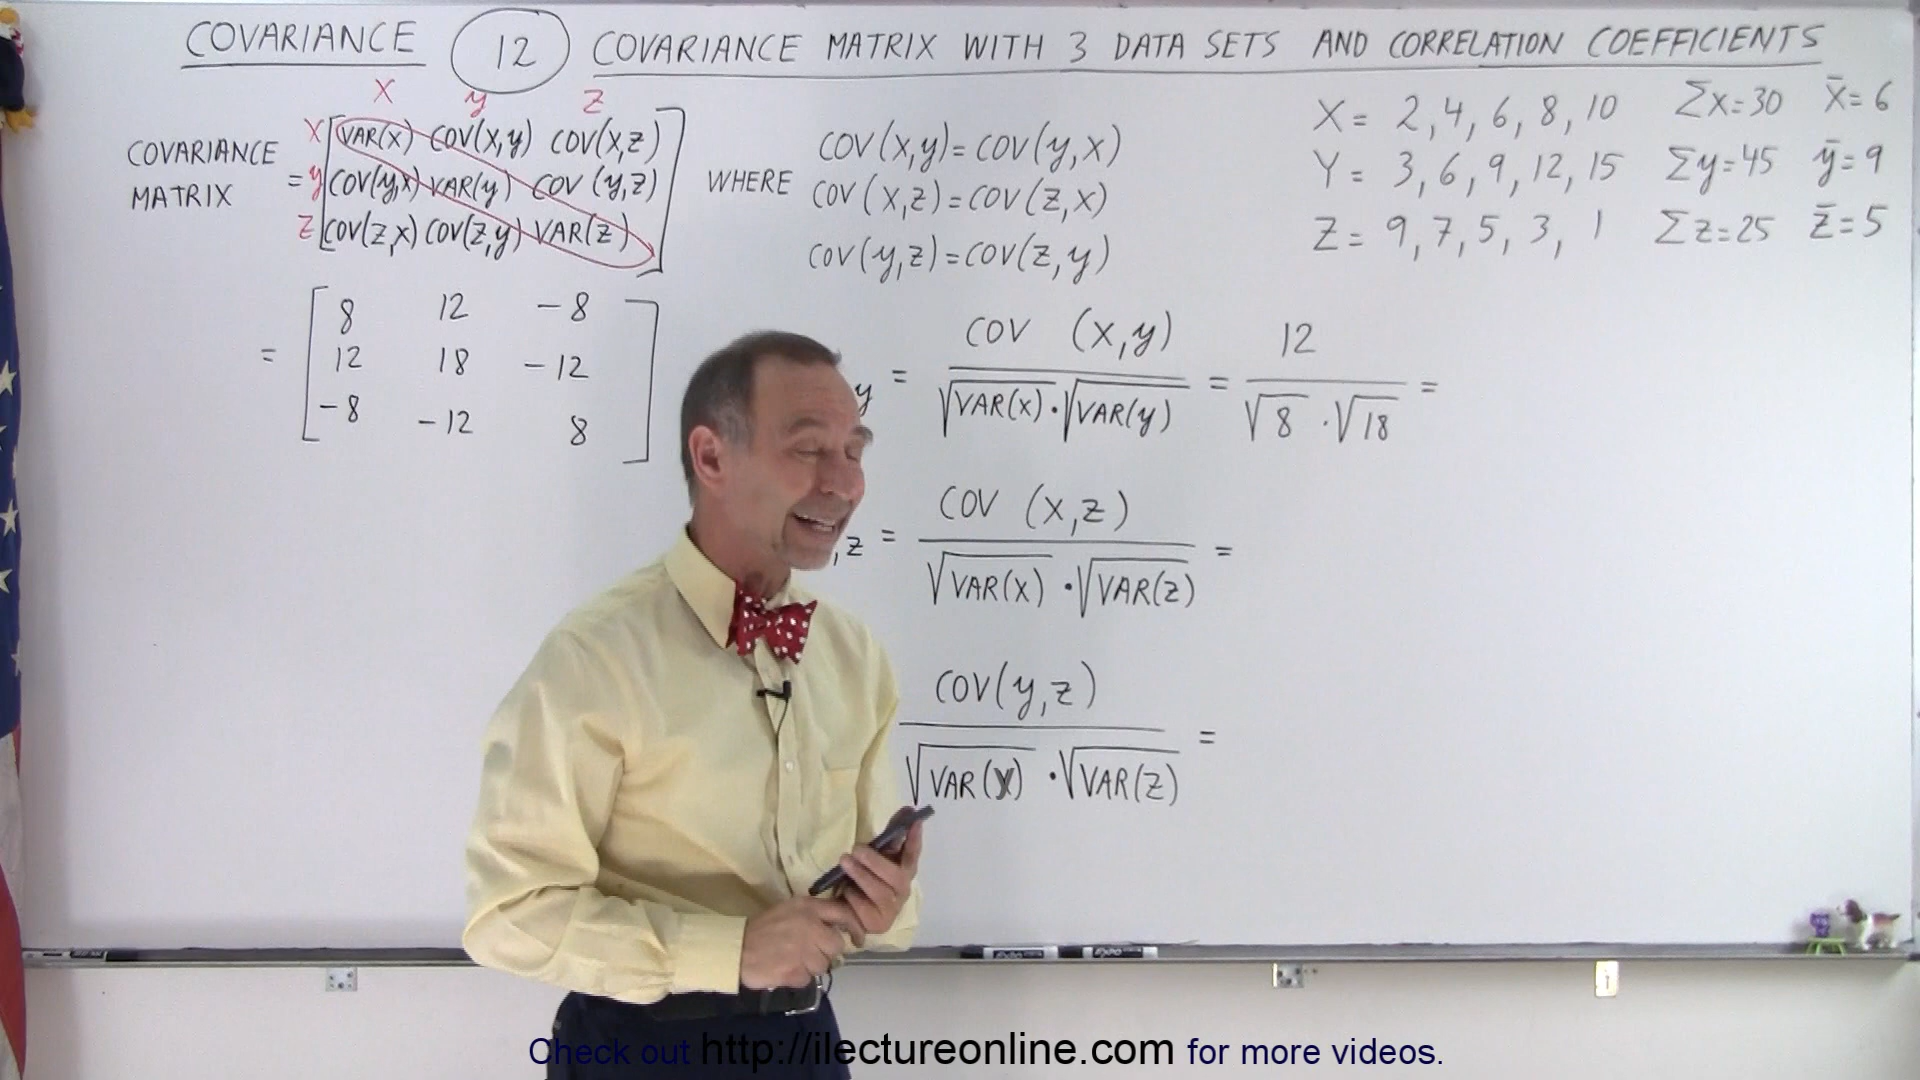 COVARIANCE 12 COVARIANCE MATRIX WITH 3 DATA SETS AND CORRELATION COEFFICIENTS
X y Z
COVARIANCE MATRIX =
X VAR(X) COV(X,y) COV(X,Z)
y COV(y,X) VAR(y) COV (y,Z)
Z COV(Z,X) COV(Z,y) VAR(Z)
WHERE
COV(X,y)=COV(y,X)
COV(X,Z)=COV(Z,X)
COV(y,Z)=COV(Z,y)
X = 2,4,6,8,10 Σx=30 x̄=6
Y = 3,6,9,12,15 Σy=45 ȳ=9
Z = 9,7,5,3,1 Σz=25 z̄=5
=
8 12 -8
12 18 -12
-8 -12 8
y = COV (X,y) / √VAR(X)·√VAR(y) = 12 / √8 ·√18 =
,Z = COV (X,Z) / √VAR(X) ·√VAR(Z) =
COV(y,Z) / √VAR(y) ·√VAR(Z) =
Check out http://ilectureonline.com for more videos.